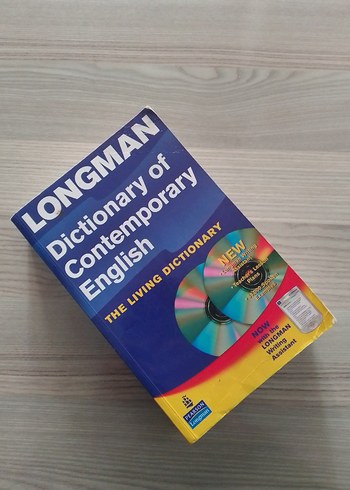 LONGMAN
Dictionary of
Contemporary
English
THE LIVING DICTIONARY
NEW
NOW
with the
LONGMAN
Writing
Assistant
PEARSON
Longman